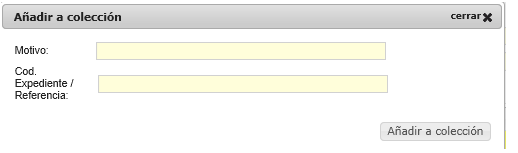 Añadir a colección cerrar
Motivo:
Cod.
Expediente /
Referencia:
Añadir a colección